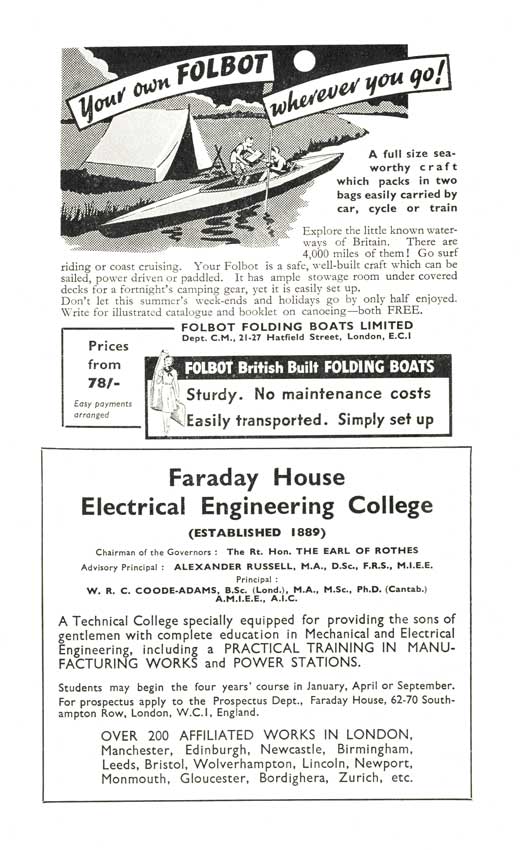 Your own FOLBOT
wherever you go!
A full size sea-
worthy craft
which packs in two
bags easily carried by
car, cycle or train
Explore the little known water-
ways of Britain. There are
4,000 miles of them! Go surf
riding or coast cruising. Your Folbot is a safe, well-built craft which can be
sailed, power driven or paddled. It has ample stowage room under covered
decks for a fortnight's camping gear, yet it is easily set up.
Don't let this summer's week-ends and holidays go by only half enjoyed.
Write for illustrated catalogue and booklet on canoeing—both FREE.
FOLBOT FOLDING BOATS LIMITED
Dept. C.M., 21-27 Hatfield Street, London, E.C.1
Prices
from
78/-
Easy payments
arranged
FOLBOT British Built FOLDING BOATS
Sturdy. No maintenance costs
Easily transported. Simply set up
Faraday House
Electrical Engineering College
(ESTABLISHED 1889)
Chairman of the Governors : The Rt. Hon. THE EARL OF ROTHES
Advisory Principal : ALEXANDER RUSSELL, M.A., D.Sc., F.R.S., M.I.E.E.
Principal :
W. R. C. COODE-ADAMS, B.Sc. (Lond.), M.A., M.Sc., Ph.D. (Cantab.)
A.M.I.E.E., A.I.C.
A Technical College specially equipped for providing the sons of
gentlemen with complete education in Mechanical and Electrical
Engineering, including a PRACTICAL TRAINING IN MANU-
FACTURING WORKS and POWER STATIONS.
Students may begin the four years' course in January, April or September.
For prospectus apply to the Prospectus Dept., Faraday House, 62-70 South-
ampton Row, London, W.C.1, England.
OVER 200 AFFILIATED WORKS IN LONDON,
Manchester, Edinburgh, Newcastle, Birmingham,
Leeds, Bristol, Wolverhampton, Lincoln, Newport,
Monmouth, Gloucester, Bordighera, Zurich, etc.